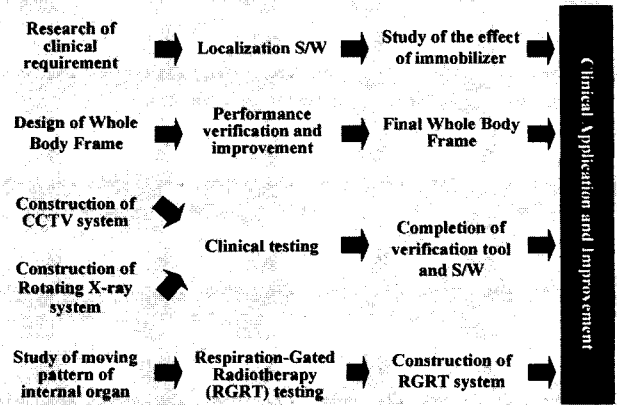 Research of
clinical
requirement
Localization S/W
Study of the effect
of immobilizer
Design of Whole
Body Frame
Performance
verification and
improvement
Final Whole Body
Frame
Construction of
CCTV system
Construction of
Rotating X-ray
system
Clinical testing
Completion of
verification tool
and S/W
Study of moving
pattern of
internal organ
Respiration-Gated
Radiotherapy
(RGRT) testing
Construction of
RGRT system
Clinical Application and Improvement